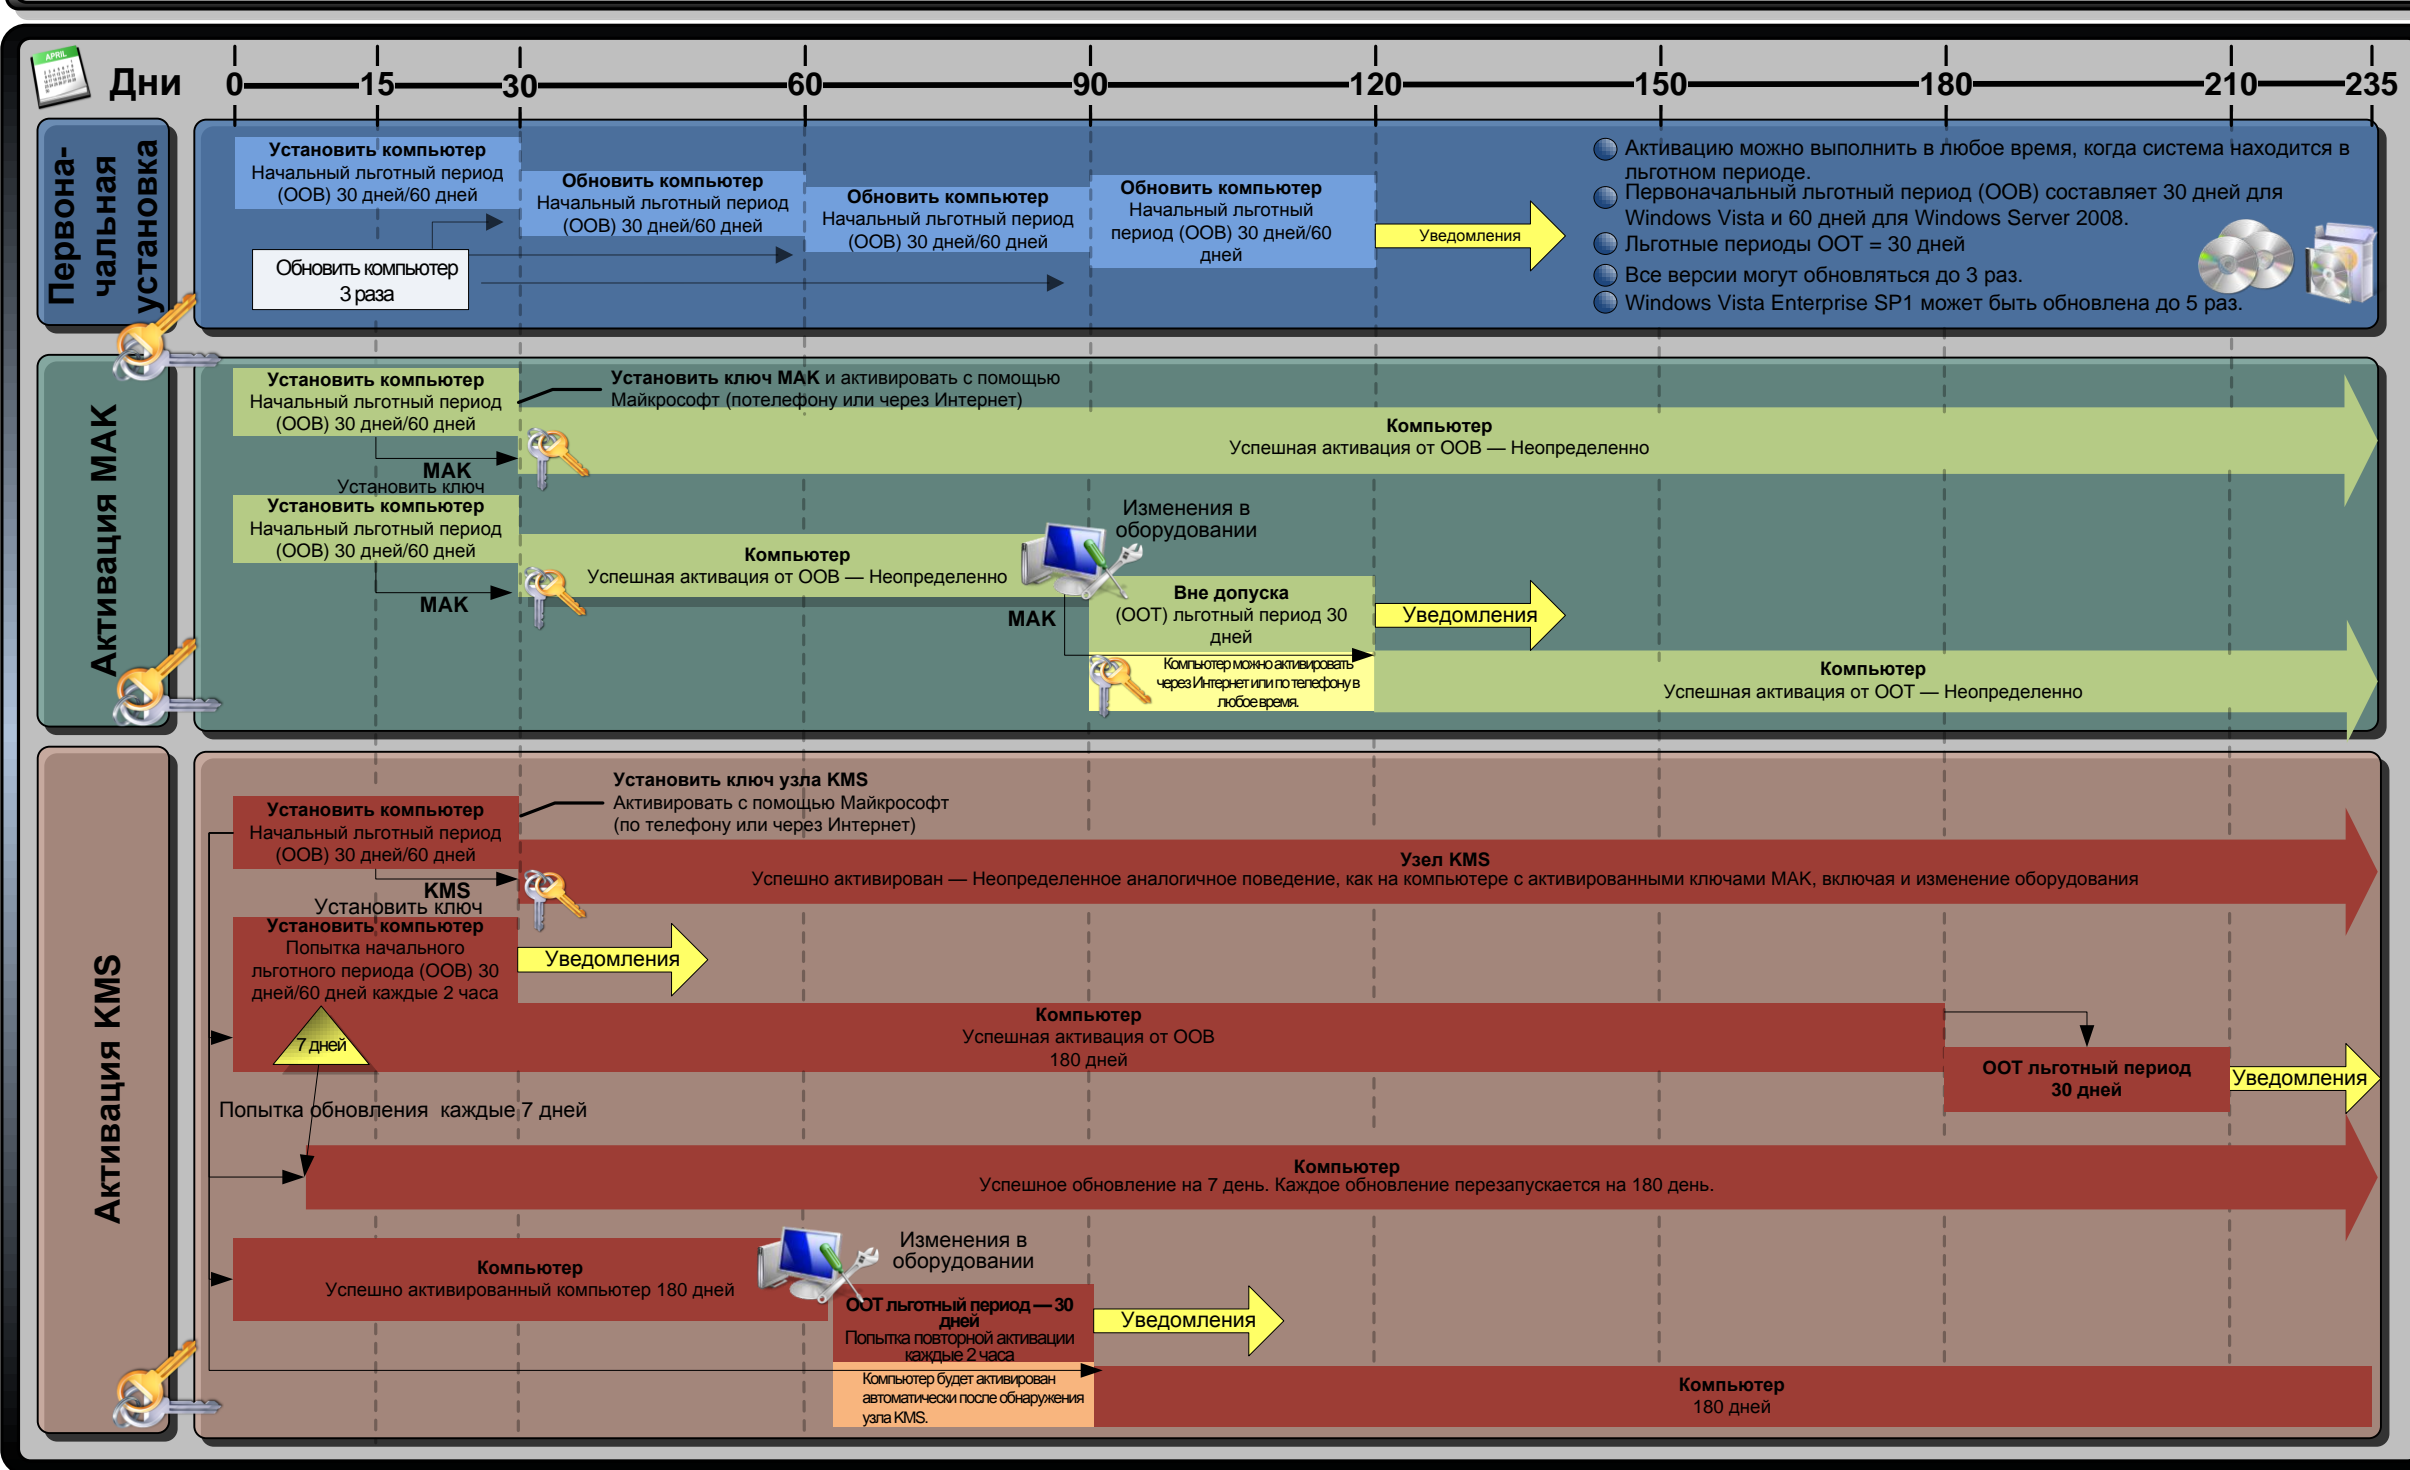 APRIL
Дни
0
15
30
60
90
120
150
180
210
235
Первона-
чальная
установка
Установить компьютер
Начальный льготный период
(OOB) 30 дней/60 дней
Обновить компьютер
Начальный льготный период
(OOB) 30 дней/60 дней
Обновить компьютер
Начальный льготный период
(OOB) 30 дней/60 дней
Обновить компьютер
Начальный льготный
период (OOB) 30 дней/60
дней
Обновить компьютер
3 раза
Уведомления
Активацию можно выполнить в любое время, когда система находится в
льготном периоде.
Первоначальный льготный период (OOB) составляет 30 дней для
Windows Vista и 60 дней для Windows Server 2008.
Льготные периоды OOT = 30 дней
Все версии могут обновляться до 3 раз.
Windows Vista Enterprise SP1 может быть обновлена до 5 раз.
Активация MAK
Установить компьютер
Начальный льготный период
(OOB) 30 дней/60 дней
Установить ключ MAK и активировать с помощью
Майкрософт (потелефону или через Интернет)
Компьютер
Успешная активация от OOB — Неопределенно
MAK
Установить ключ
Установить компьютер
Начальный льготный период
(OOB) 30 дней/60 дней
MAK
Компьютер
Успешная активация от OOB — Неопределенно
Изменения в
оборудовании
MAK
Вне допуска
(OOT) льготный период 30
дней
Компьютер можно активировать
через Интернет или по телефону в
любое время.
Уведомления
Компьютер
Успешная активация от OOT — Неопределенно
Активация KMS
Установить компьютер
Начальный льготный период
(OOB) 30 дней/60 дней
Установить ключ узла KMS
Активировать с помощью Майкрософт
(по телефону или через Интернет)
Узел KMS
Успешно активирован — Неопределенное аналогичное поведение, как на компьютере с активированными ключами MAK, включая и изменение оборудования
KMS
Установить ключ
Установить компьютер
Попытка начального
льготного периода (OOB) 30
дней/60 дней каждые 2 часа
Уведомления
7 дней
Компьютер
Успешная активация от OOB
180 дней
OOT льготный период
30 дней
Уведомления
Попытка обновления каждые 7 дней
Компьютер
Успешное обновление на 7 день. Каждое обновление перезапускается на 180 день.
Компьютер
Успешно активированный компьютер 180 дней
Изменения в
оборудовании
OOT льготный период — 30
дней
Попытка повторной активации
каждые 2 часа
Уведомления
Компьютер будет активирован
автоматически после обнаружения
узла KMS.
Компьютер
180 дней